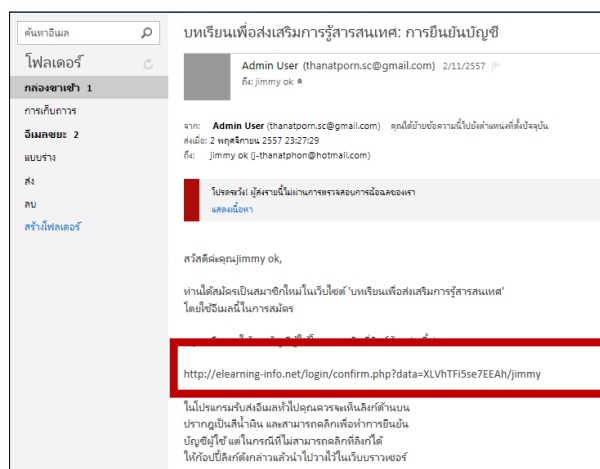 ค้นหาอีเมล
โฟลเดอร์
กล่องขาเข้า 1
การเก็บถาวร
อีเมลขยะ 2
แบบร่าง
ส่ง
ลบ
สร้างโฟลเดอร์
บทเรียนเพื่อส่งเสริมการรู้สารสนเทศ: การยืนยันบัญชี
Admin User (thanatporn.sc@gmail.com) 2/11/2557
ถึง: jimmy ok
จาก: Admin User (thanatporn.sc@gmail.com) คุณได้ย้ายข้อความนี้ไปยังตำแหน่งที่ตั้งปัจจุบัน
ส่งเมื่อ: 2 พฤศจิกายน 2557 23:27:29
ถึง: jimmy ok (j-thanatphon@hotmail.com)
โปรดระวัง! ผู้ส่งรายนี้ไม่ผ่านการตรวจสอบการฉ้อฉลของเรา
แสดงเนื้อหา
สวัสดีค่ะคุณjimmy ok,
ท่านได้สมัครเป็นสมาชิกใหม่ในเว็บไซต์ 'บทเรียนเพื่อส่งเสริมการรู้สารสนเทศ'
โดยใช้อีเมลนี้ในการสมัคร
http://elearning-info.net/login/confirm.php?data=XLVhTFi5se7EEAh/jimmy
ในโปรแกรมรับส่งอีเมลทั่วไปคุณควรจะเห็นลิงก์ด้านบน
ปรากฏเป็นสีน้ำเงิน และสามารถคลิกเพื่อทำการยืนยัน
บัญชีผู้ใช้ แต่ในกรณีที่ไม่สามารถคลิกที่ลิงก์ได้
ให้ก๊อปปี้ลิงก์ดังกล่าวแล้วนำไปวางไว้ในเว็บบราวเซอร์